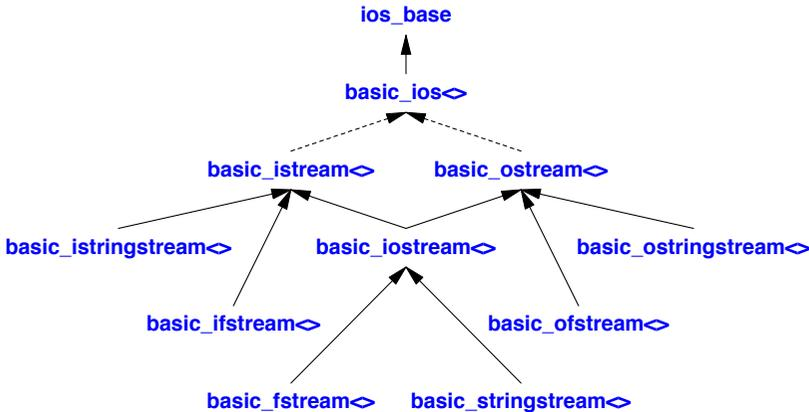 ios_base
basic_ios<>
basic_istream<>
basic_ostream<>
basic_istringstream<>
basic_iostream<>
basic_ostringstream<>
basic_ifstream<>
basic_ofstream<>
basic_fstream<>
basic_stringstream<>